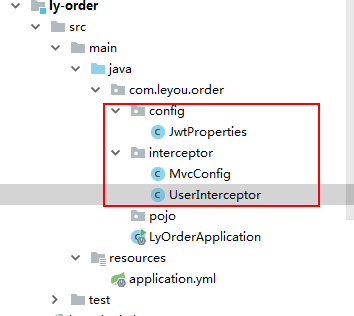 ly-order
src
main
java
com.leyou.order
config
JwtProperties
interceptor
MvcConfig
UserInterceptor
pojo
LyOrderApplication
resources
application.yml
test